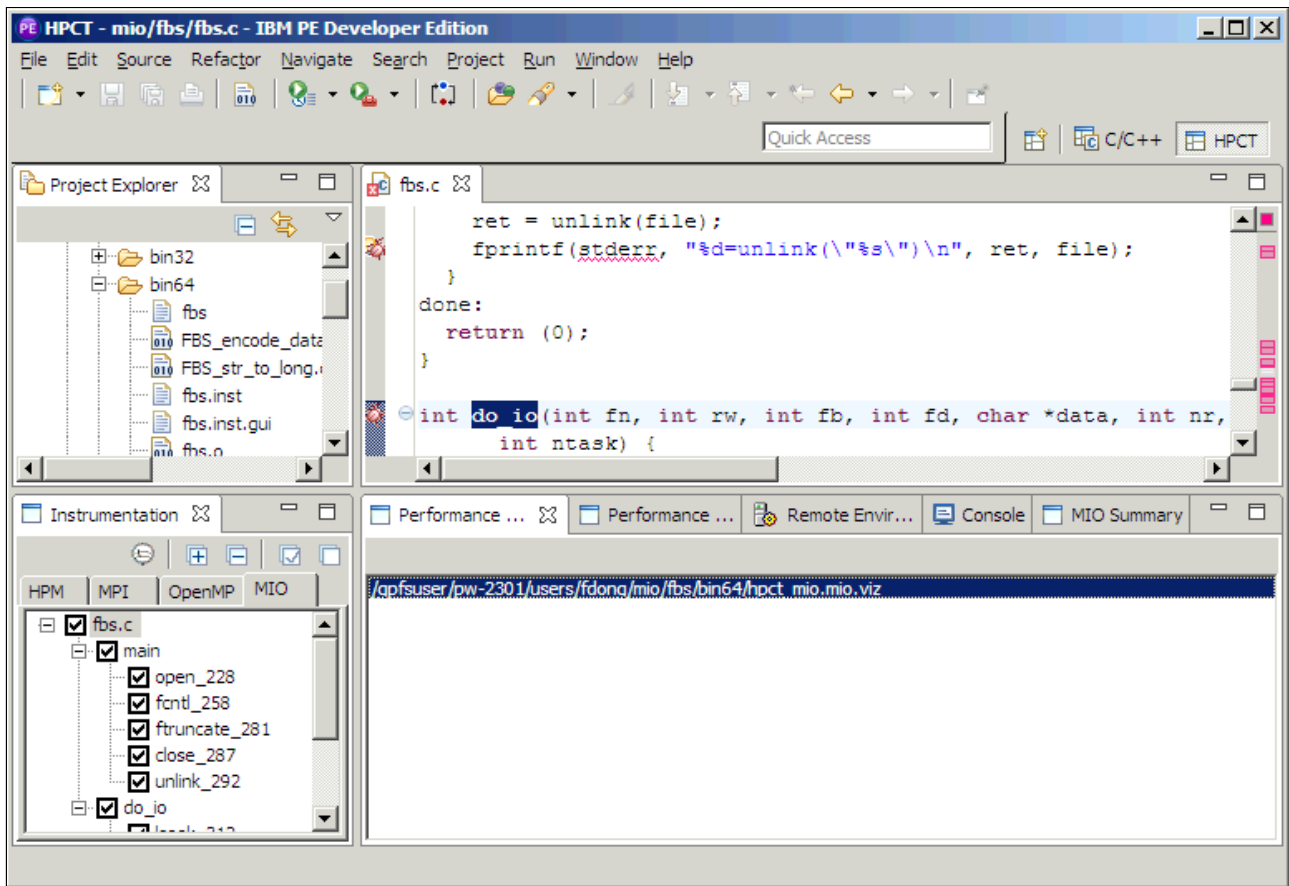 PE HPCT - mio/fbs/fbs.c - IBM PE Developer Edition
File Edit Source Refactor Navigate Search Project Run Window Help
010
Quick Access
C/C++ HPCT
Project Explorer
bin32
bin64
fbs
FBS_encode_data
FBS_str_to_long.
fbs.inst
fbs.inst.gui
fbs.o
fbs.c
ret = unlink(file);
fprintf(stderr, "%d=unlink(\"%s\")\n", ret, file);
}
done:
return (0);
}
int do_io(int fn, int rw, int fb, int fd, char *data, int nr,
int ntask) {
Instrumentation
HPM MPI OpenMP MIO
fbs.c
main
open_228
fcntl_258
ftruncate_281
close_287
unlink_292
do_io
Performance ... Performance ... Remote Envir... Console MIO Summary
/gpfsuser/pw-2301/users/fdong/mio/fbs/bin64/hpct_mio.mio.viz